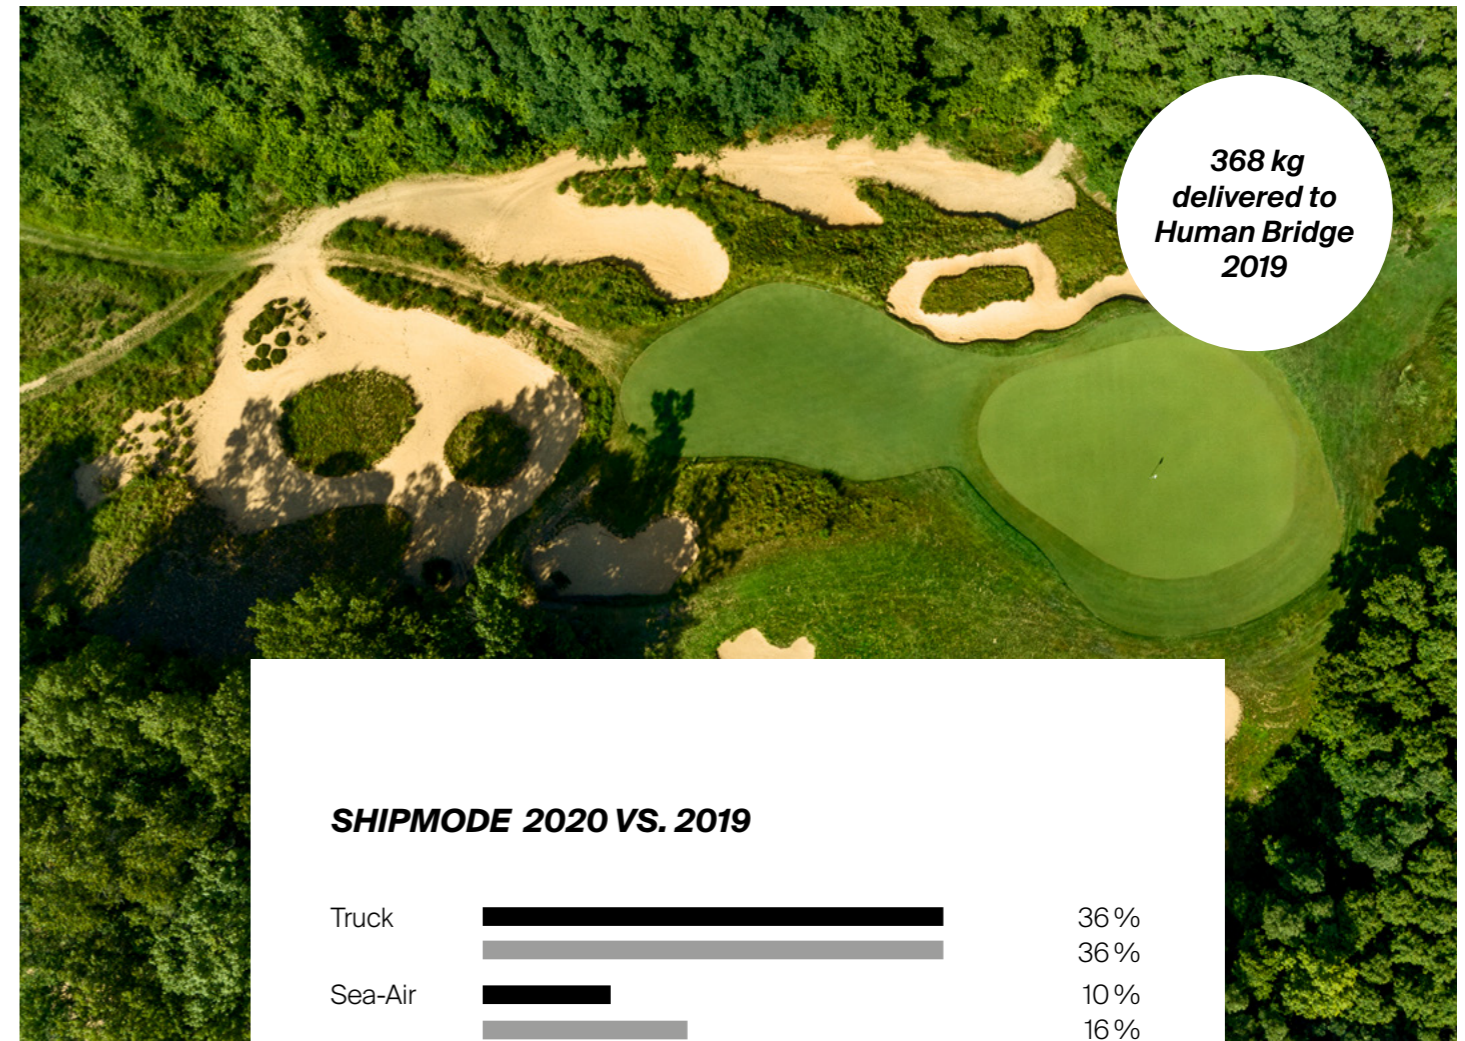 368 kg
delivered to
Human Bridge
2019
SHIPMODE 2020 VS. 2019
Truck 36 %
36 %
Sea-Air 10 %
16 %